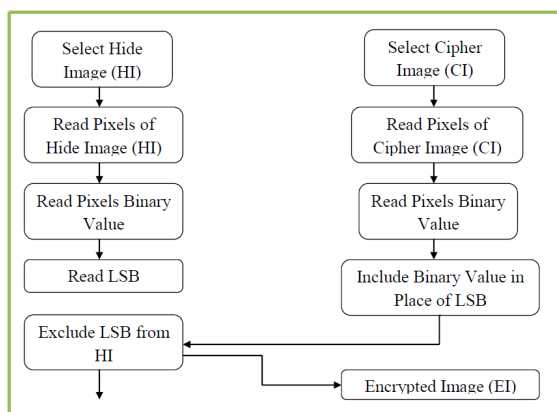 Select Hide
Image (HI)
Read Pixels of
Hide Image (HI)
Read Pixels Binary
Value
Read LSB
Exclude LSB from
HI
Select Cipher
Image (CI)
Read Pixels of
Cipher Image (CI)
Read Pixels Binary
Value
Include Binary Value in
Place of LSB
Encrypted Image (EI)